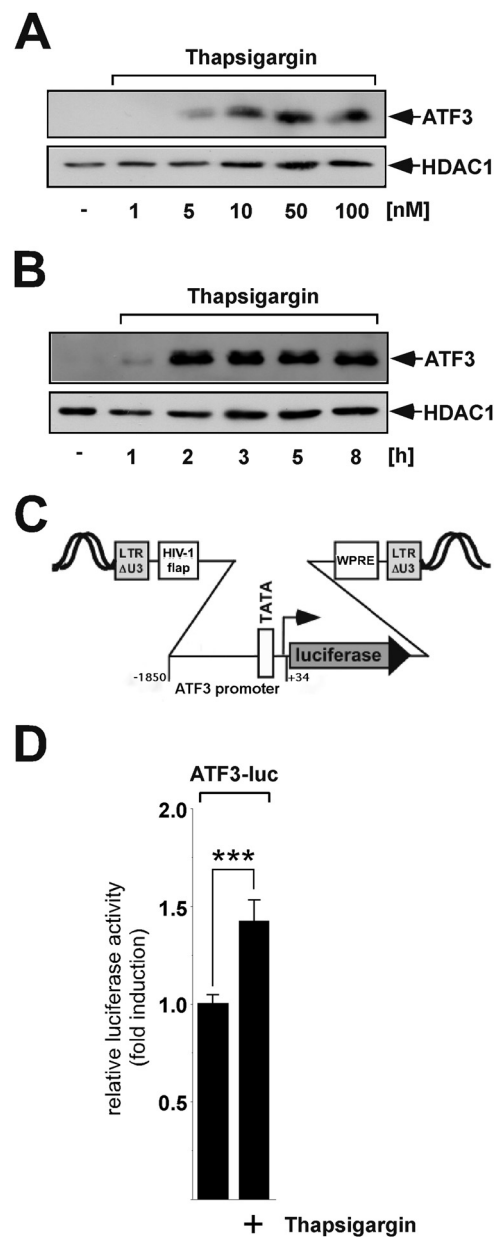 A
Thapsigargin
ATF3
HDAC1
- 1 5 10 50 100 [nM]
B
Thapsigargin
ATF3
HDAC1
- 1 2 3 5 8 [h]
C
LTR ΔU3
HIV-1 flap
WPRE
LTR ΔU3
TATA
luciferase
-1850
+34
ATF3 promoter
D
ATF3-luc
2.0
***
1.5
1.0
0.5
relative luciferase activity
(fold induction)
+ Thapsigargin